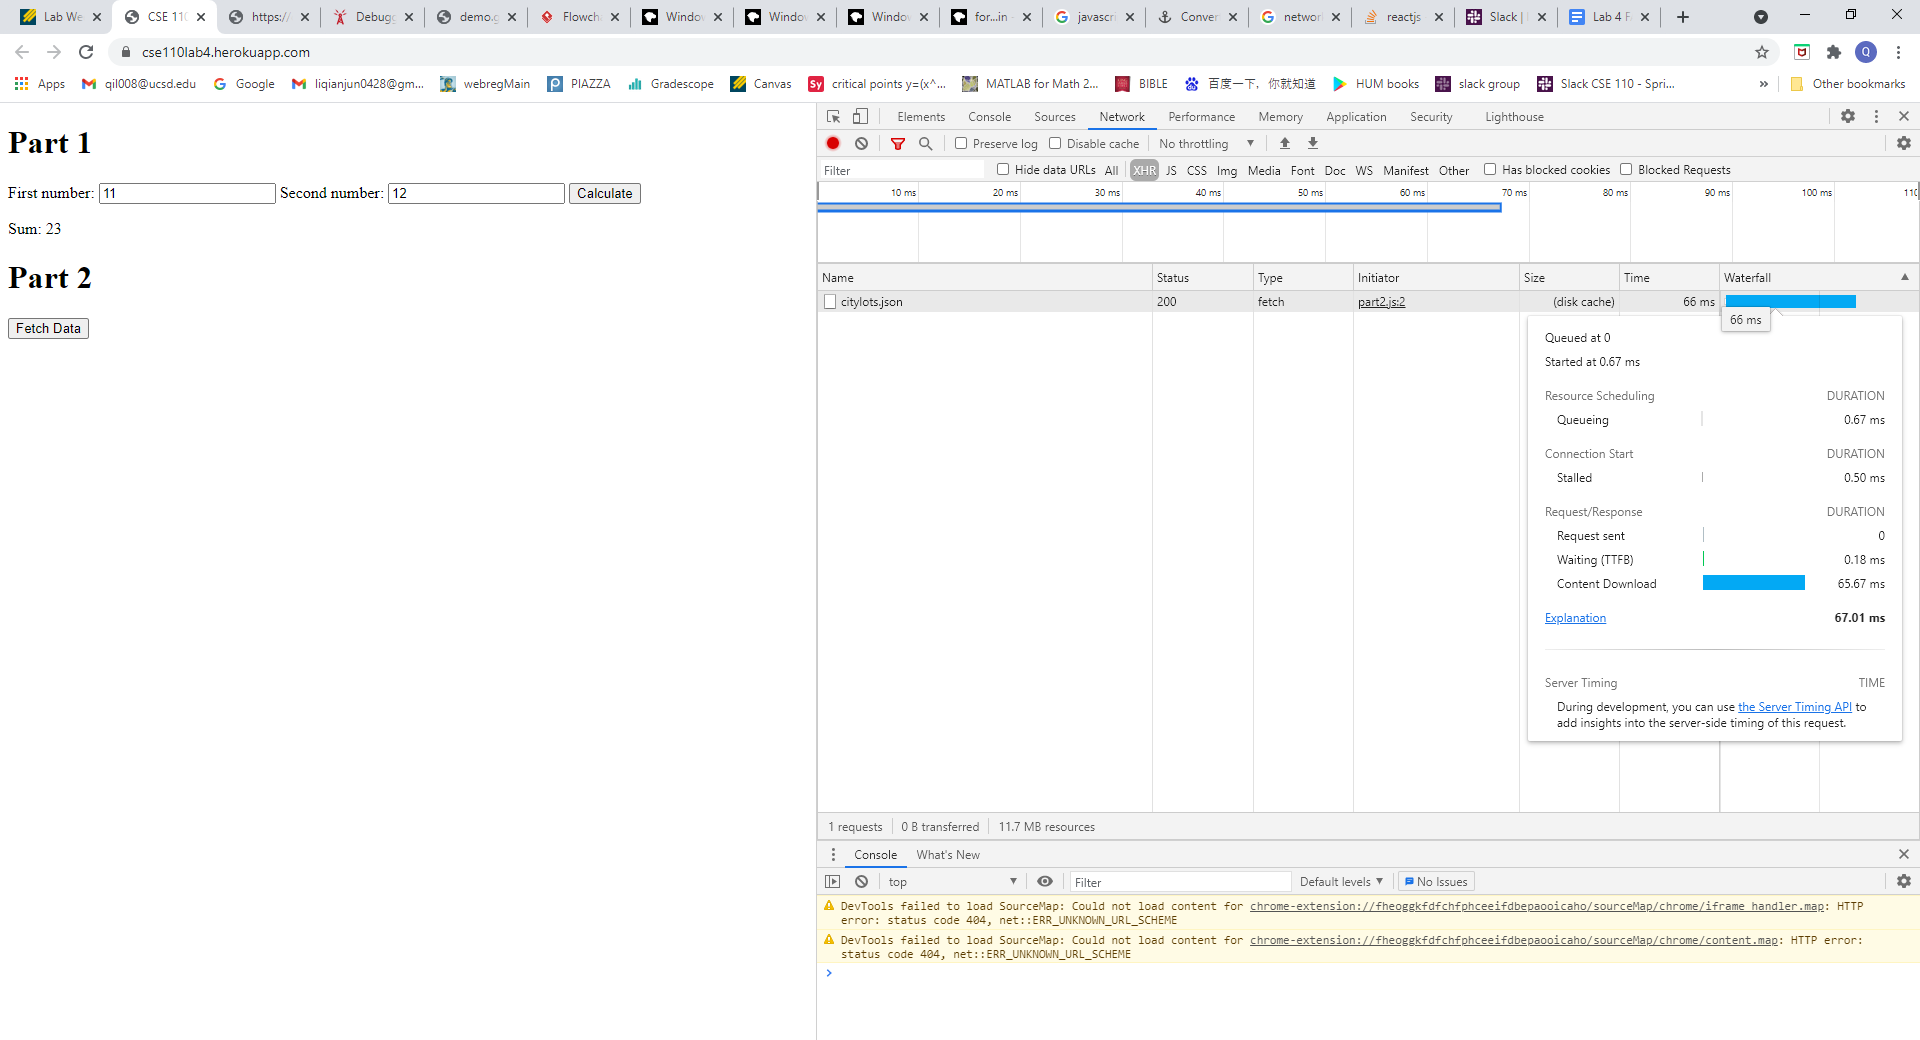 Lab We CSE 110 https:// Debugg demo.g Flowch Window Window Window for...in - javascri Conver network reactjs Slack | Lab 4 F
cse110lab4.herokuapp.com Q
Apps qil008@ucsd.edu Google liqianjun0428@gm... webregMain PIAZZA Gradescope Canvas critical points y=(x^... MATLAB for Math 2... BIBLE 百度一下，你就知道 HUM books slack group Slack CSE 110 - Spri... » Other bookmarks
Part 1
First number: 11 Second number: 12 Calculate
Sum: 23
Part 2
Fetch Data
Elements Console Sources Network Performance Memory Application Security Lighthouse
Preserve log Disable cache No throttling
Filter Hide data URLs All XHR JS CSS Img Media Font Doc WS Manifest Other Has blocked cookies Blocked Requests
10 ms 20 ms 30 ms 40 ms 50 ms 60 ms 70 ms 80 ms 90 ms 100 ms 110
Name Status Type Initiator Size Time Waterfall
citylots.json 200 fetch part2.js:2 (disk cache) 66 ms
66 ms
Queued at 0
Started at 0.67 ms
Resource Scheduling DURATION
Queueing 0.67 ms
Connection Start DURATION
Stalled 0.50 ms
Request/Response DURATION
Request sent 0
Waiting (TTFB) 0.18 ms
Content Download 65.67 ms
Explanation 67.01 ms
Server Timing TIME
During development, you can use the Server Timing API to
add insights into the server-side timing of this request.
1 requests 0 B transferred 11.7 MB resources
Console What's New
top Filter Default levels No Issues
DevTools failed to load SourceMap: Could not load content for chrome-extension://fheoggkfdfchfphceeifdbepaooicaho/sourceMap/chrome/iframe_handler.map: HTTP
error: status code 404, net::ERR_UNKNOWN_URL_SCHEME
DevTools failed to load SourceMap: Could not load content for chrome-extension://fheoggkfdfchfphceeifdbepaooicaho/sourceMap/chrome/content.map: HTTP error:
status code 404, net::ERR_UNKNOWN_URL_SCHEME